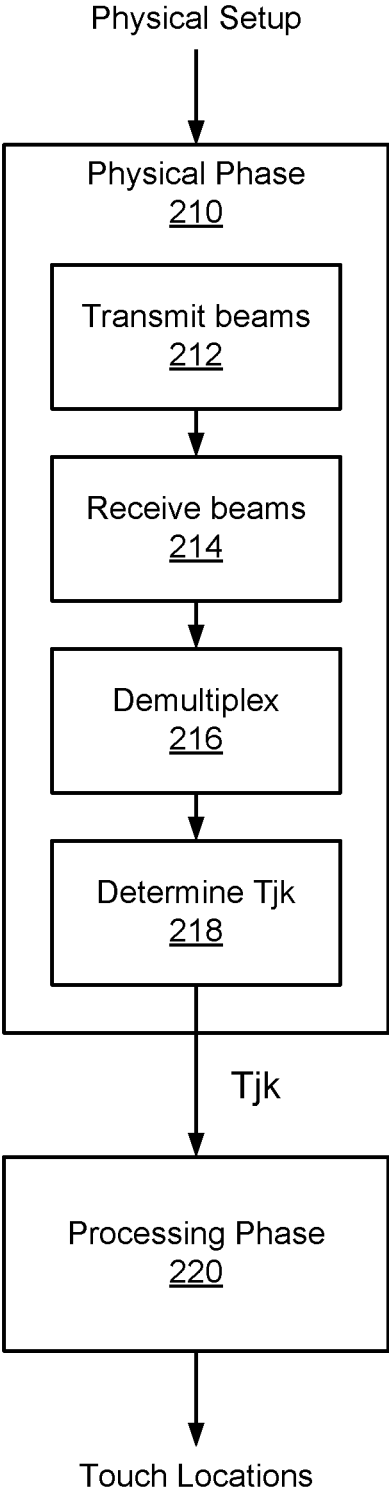 Physical Setup
Physical Phase
210
Transmit beams
212
Receive beams
214
Demultiplex
216
Determine Tjk
218
Tjk
Processing Phase
220
Touch Locations